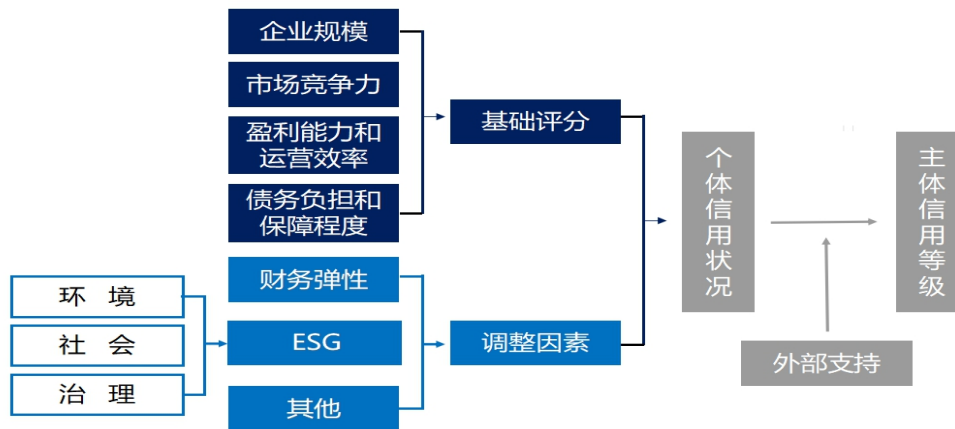 企业规模
市场竞争力
盈利能力和
运营效率
债务负担和
保障程度
基础评分
环 境
社 会
治 理
财务弹性
ESG
其他
调整因素
个体信用状况
主体信用等级
外部支持